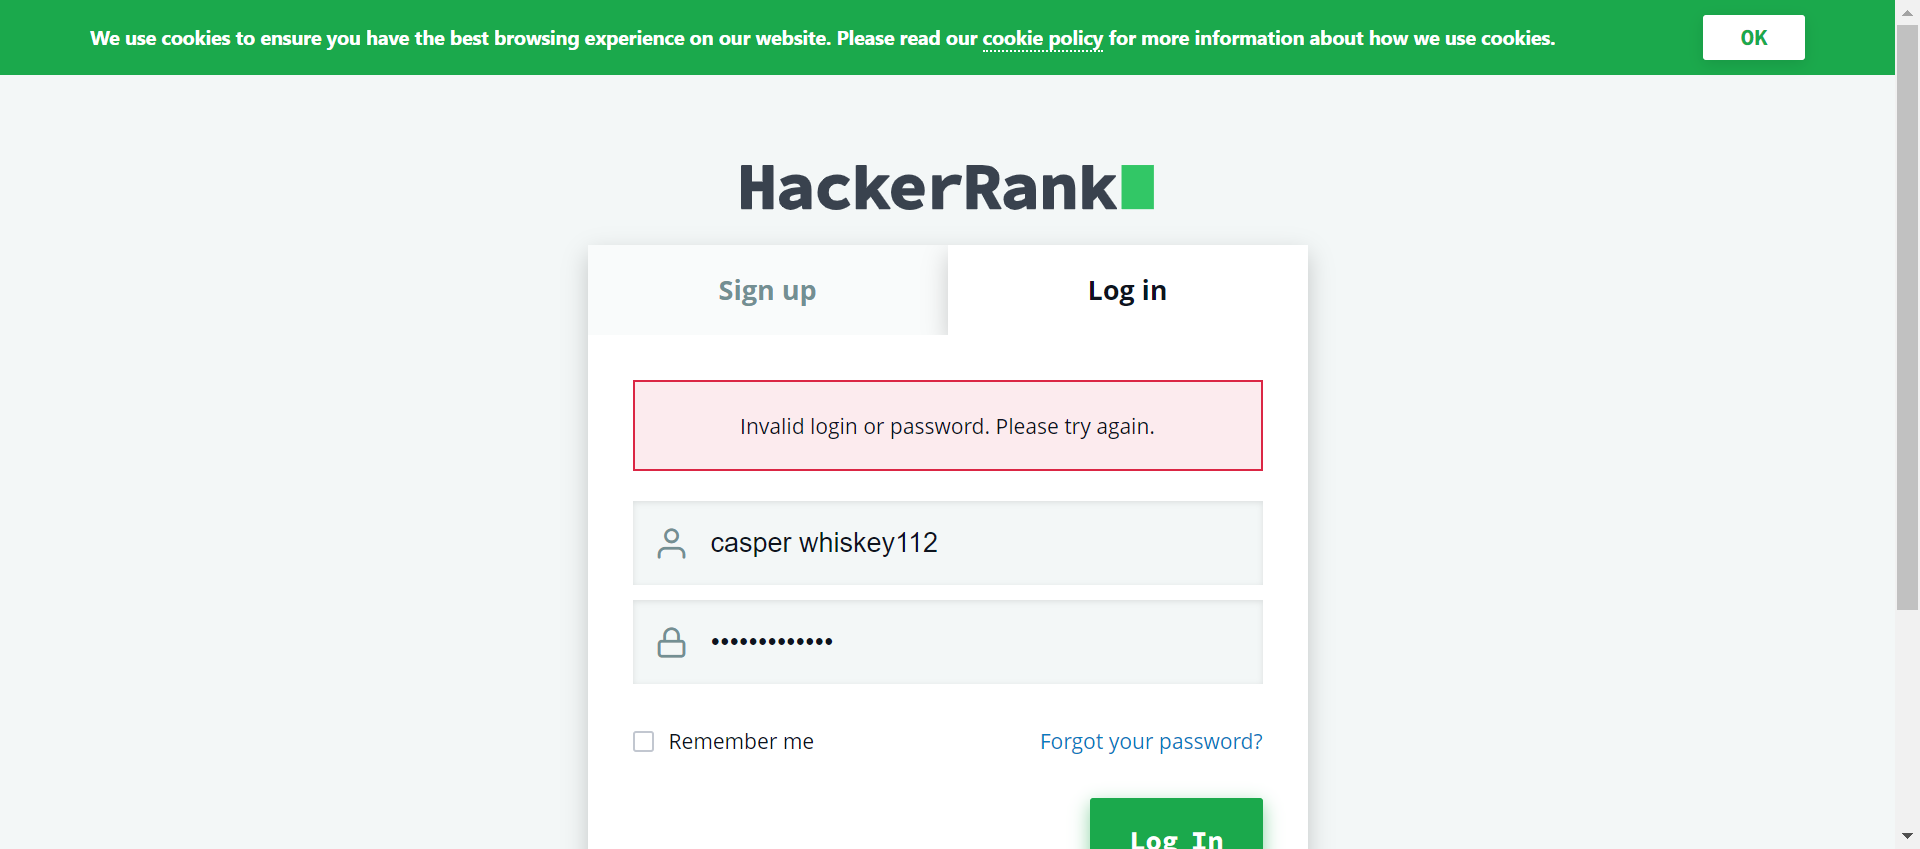 We use cookies to ensure you have the best browsing experience on our website. Please read our cookie policy for more information about how we use cookies.
OK
HackerRank
Sign up
Log in
Invalid login or password. Please try again.
casper whiskey112
•••••••••••••
Remember me
Forgot your password?
Log In